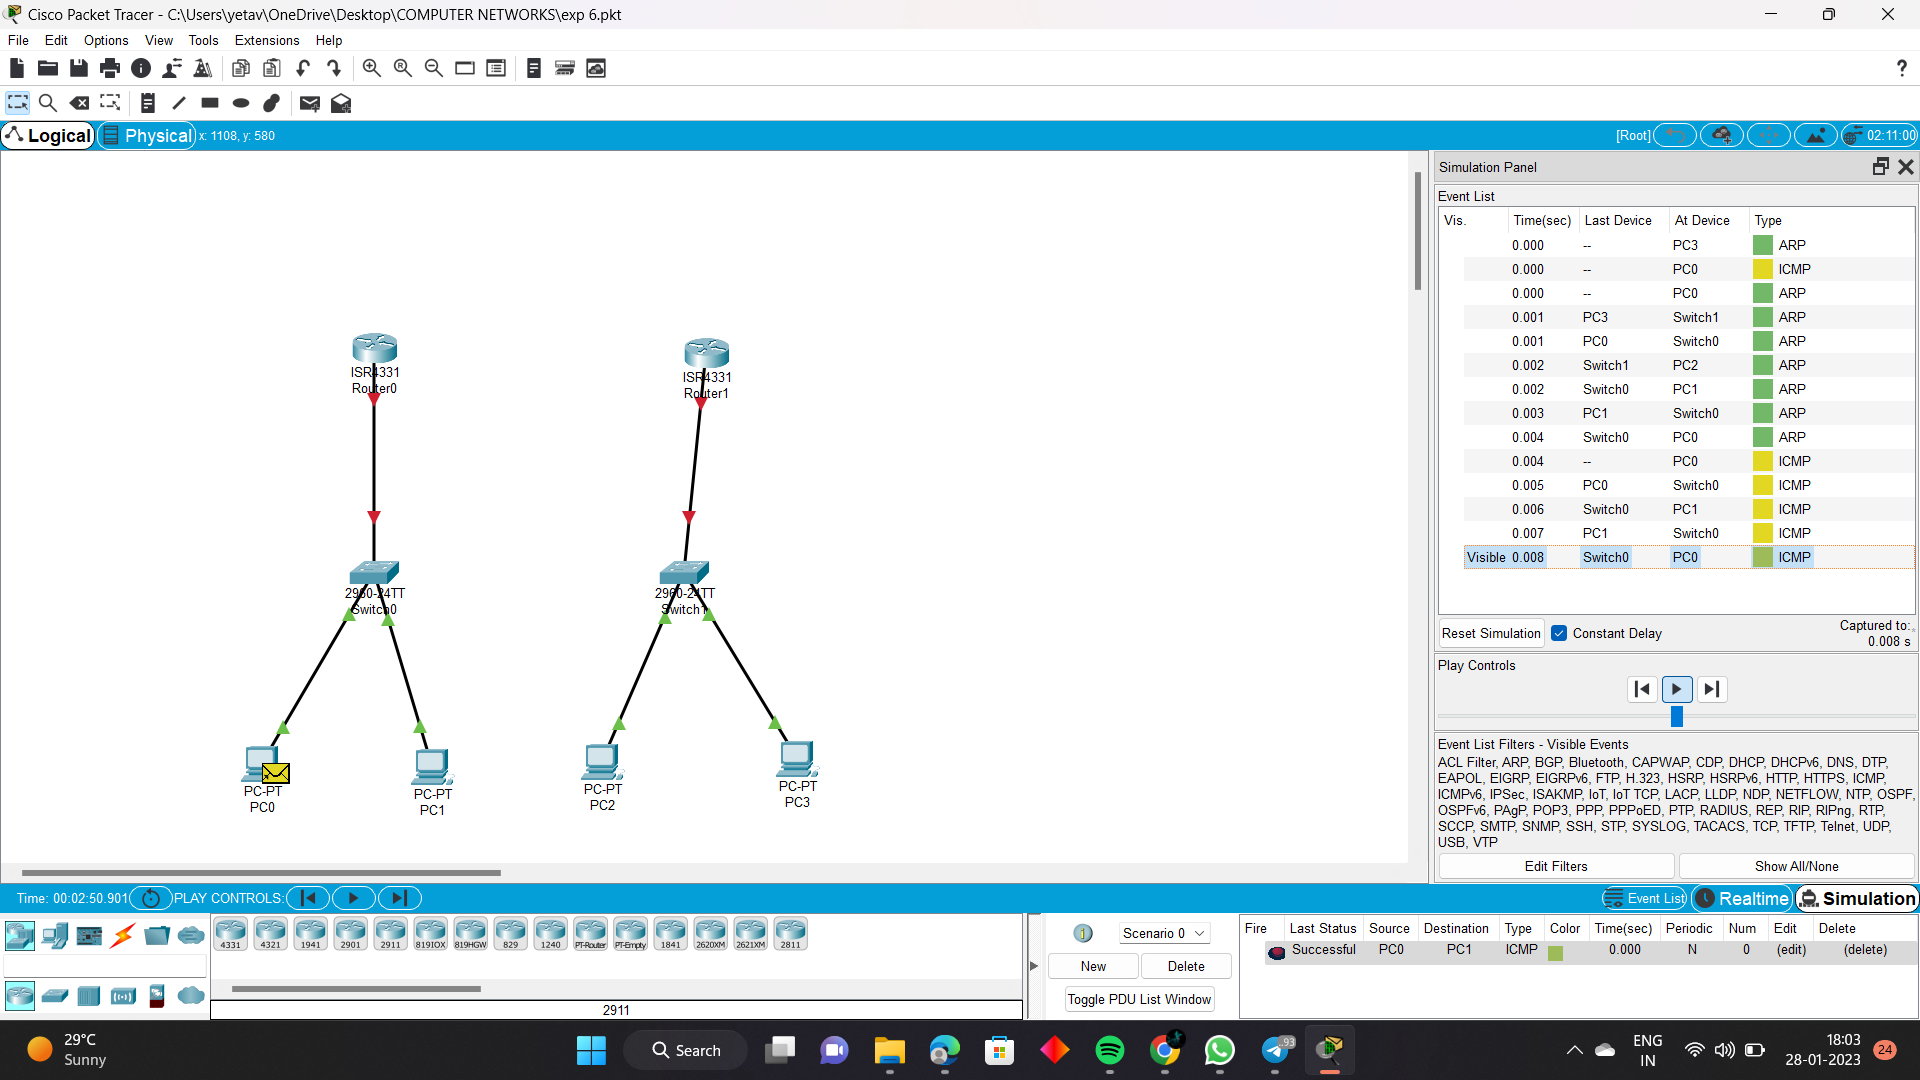 Cisco Packet Tracer - C:\Users\yetav\OneDrive\Desktop\COMPUTER NETWORKS\exp 6.pkt
File Edit Options View Tools Extensions Help
?
Logical Physical x: 1108, y: 580 [Root] 02:11:00
Simulation Panel
Event List
Vis. Time(sec) Last Device At Device Type
0.000 -- PC3 ARP
0.000 -- PC0 ICMP
0.000 -- PC0 ARP
0.001 PC3 Switch1 ARP
0.001 PC0 Switch0 ARP
0.002 Switch1 PC2 ARP
0.002 Switch0 PC1 ARP
0.003 PC1 Switch0 ARP
0.004 Switch0 PC0 ARP
0.004 -- PC0 ICMP
0.005 PC0 Switch0 ICMP
0.006 Switch0 PC1 ICMP
0.007 PC1 Switch0 ICMP
Visible 0.008 Switch0 PC0 ICMP
Reset Simulation Constant Delay Captured to:
0.008 s
Play Controls
Event List Filters - Visible Events
ACL Filter, ARP, BGP, Bluetooth, CAPWAP, CDP, DHCP, DHCPv6, DNS, DTP,
EAPOL, EIGRP, EIGRPv6, FTP, H.323, HSRP, HSRPv6, HTTP, HTTPS, ICMP,
ICMPv6, IPSec, ISAKMP, IoT, IoT TCP, LACP, LLDP, NDP, NETFLOW, NTP, OSPF,
OSPFv6, PAgP, POP3, PPP, PPPoED, PTP, RADIUS, REP, RIP, RIPng, RTP,
SCCP, SMTP, SNMP, SSH, STP, SYSLOG, TACACS, TCP, TFTP, Telnet, UDP,
USB, VTP
Edit Filters Show All/None
ISR4331
Router0
ISR4331
Router1
2960-24TT
Switch0
2960-24TT
Switch1
PC-PT
PC0
PC-PT
PC1
PC-PT
PC2
PC-PT
PC3
Time: 00:02:50.901 PLAY CONTROLS: Event List Realtime Simulation
4331 4321 1941 2901 2911 819IOX 819HGW 829 1240 PT-Router PT-Empty 1841 2620XM 2621XM 2811
2911
1 Scenario 0
New Delete
Toggle PDU List Window
Fire Last Status Source Destination Type Color Time(sec) Periodic Num Edit Delete
Successful PC0 PC1 ICMP 0.000 N 0 (edit) (delete)
29°C
Sunny
Search
93
ENG
IN
18:03
28-01-2023
24